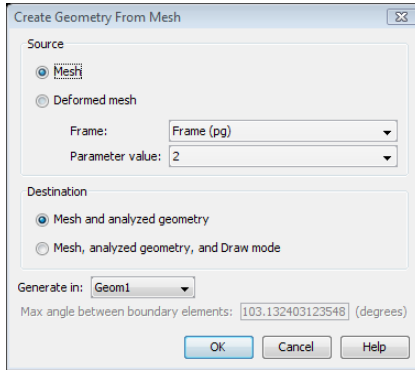 Create Geometry From Mesh
Source
Mesh
Deformed mesh
Frame: Frame (pg)
Parameter value: 2
Destination
Mesh and analyzed geometry
Mesh, analyzed geometry, and Draw mode
Generate in: Geom1
Max angle between boundary elements: 103.132403123548 (degrees)
OK Cancel Help